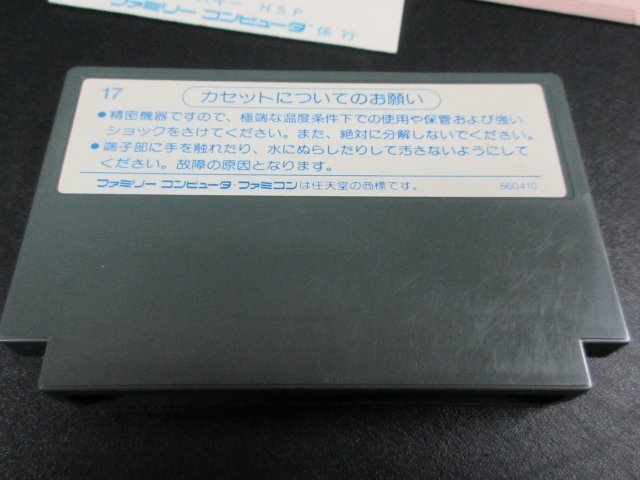 スキー HSP
ファミリー コンピュータ 係 行
17
カセットについてのお願い
●精密機器ですので、極端な温度条件下での使用や保管および強い
ショックをさけてください。また、絶対に分解しないでください。
●端子部に手を触れたり、水にぬらしたりして汚さないようにして
ください。故障の原因となります。
ファミリー コンピュータ・ファミコンは任天堂の商標です。 860410